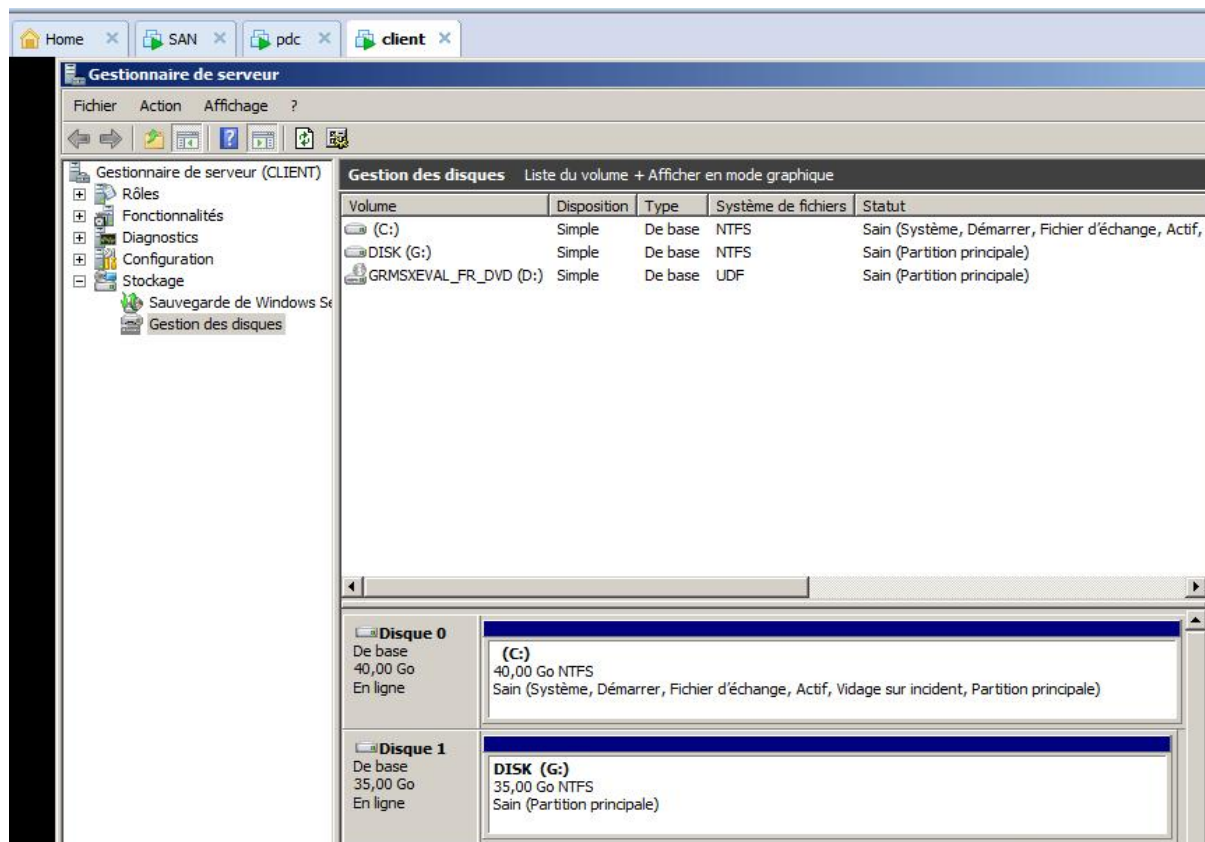 Home SAN pdc client
Gestionnaire de serveur
Fichier Action Affichage ?
Gestionnaire de serveur (CLIENT)
Rôles
Fonctionnalités
Diagnostics
Configuration
Stockage
Sauvegarde de Windows Se
Gestion des disques
Gestion des disques Liste du volume + Afficher en mode graphique
Volume Disposition Type Système de fichiers Statut
(C:) Simple De base NTFS Sain (Système, Démarrer, Fichier d'échange, Actif,
DISK (G:) Simple De base NTFS Sain (Partition principale)
GRMSXEVAL_FR_DVD (D:) Simple De base UDF Sain (Partition principale)
Disque 0
De base
40,00 Go
En ligne
(C:)
40,00 Go NTFS
Sain (Système, Démarrer, Fichier d'échange, Actif, Vidage sur incident, Partition principale)
Disque 1
De base
35,00 Go
En ligne
DISK (G:)
35,00 Go NTFS
Sain (Partition principale)